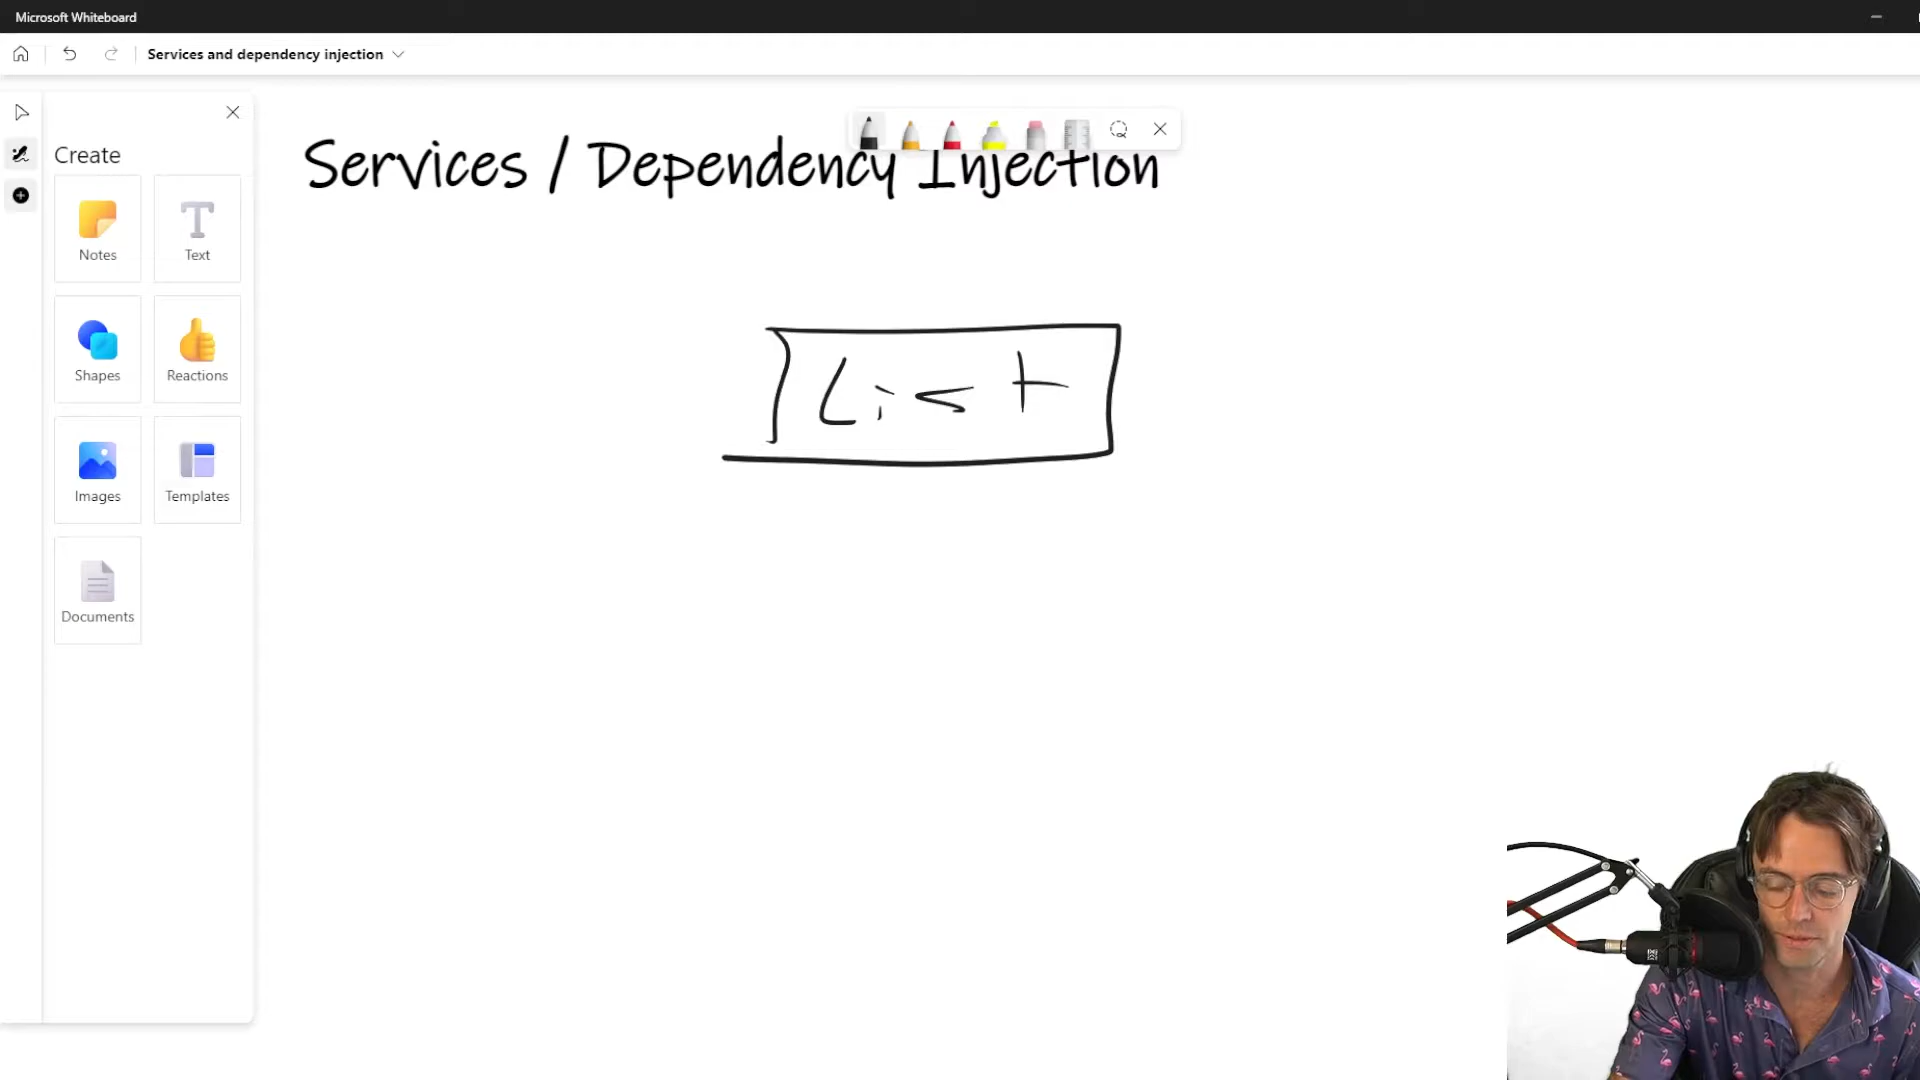 Microsoft Whiteboard
Services and dependency injection
Create
Services / Dependency Injection
Notes
Text
List
Shapes
Reactions
Images
Templates
Documents